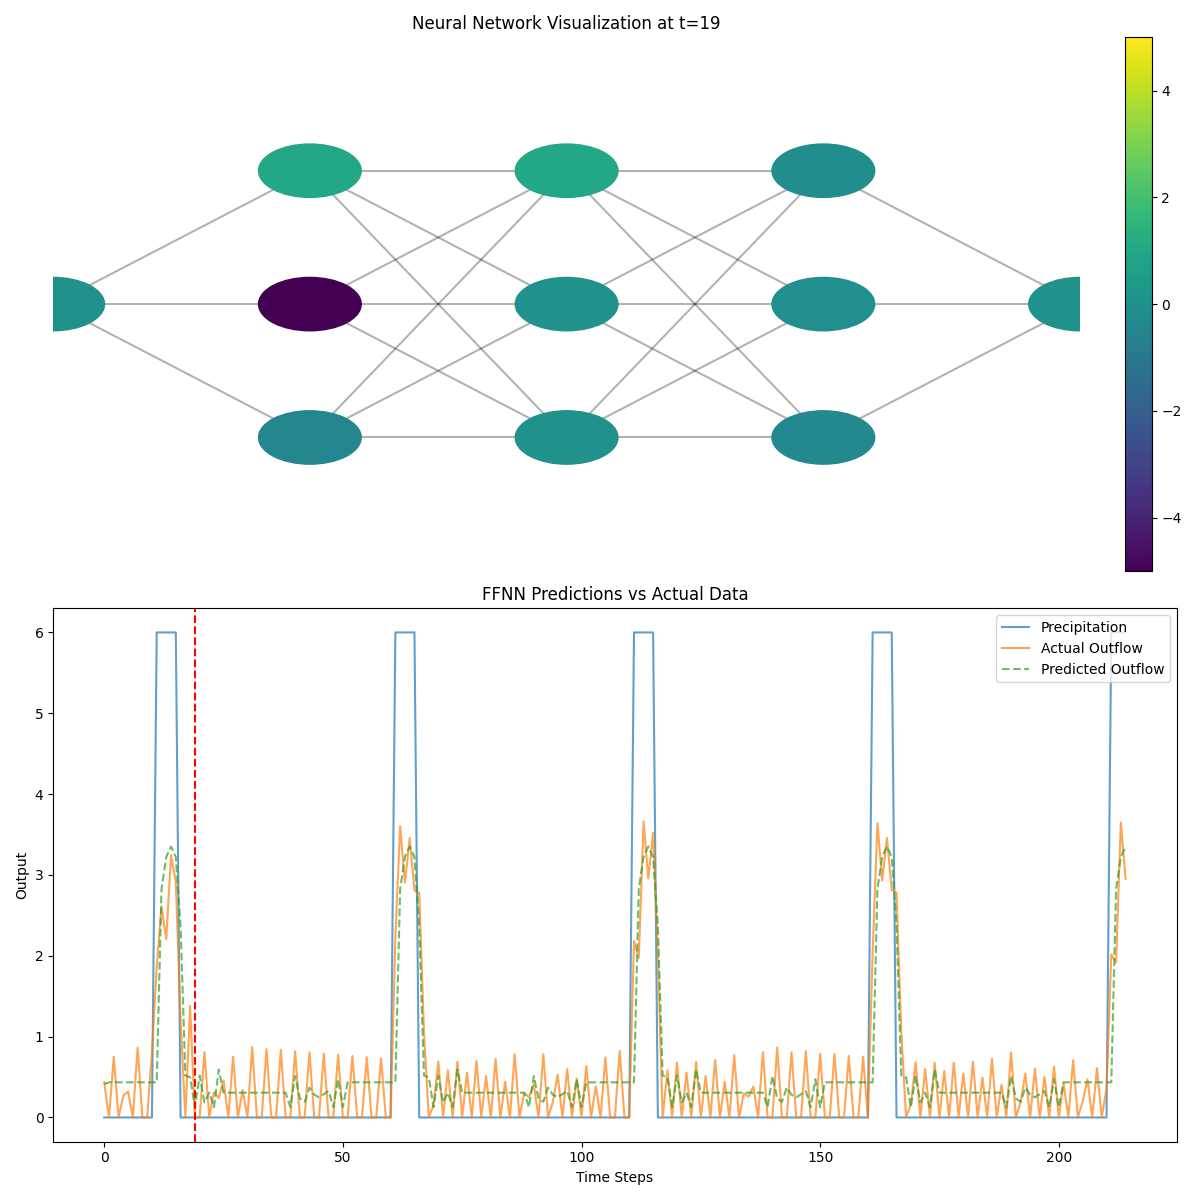 Neural Network Visualization at t=19
4
2
0
−2
−4
FFNN Predictions vs Actual Data
Precipitation
Actual Outflow
Predicted Outflow
6
5
4
3
2
1
0
Output
0 50 100 150 200
Time Steps